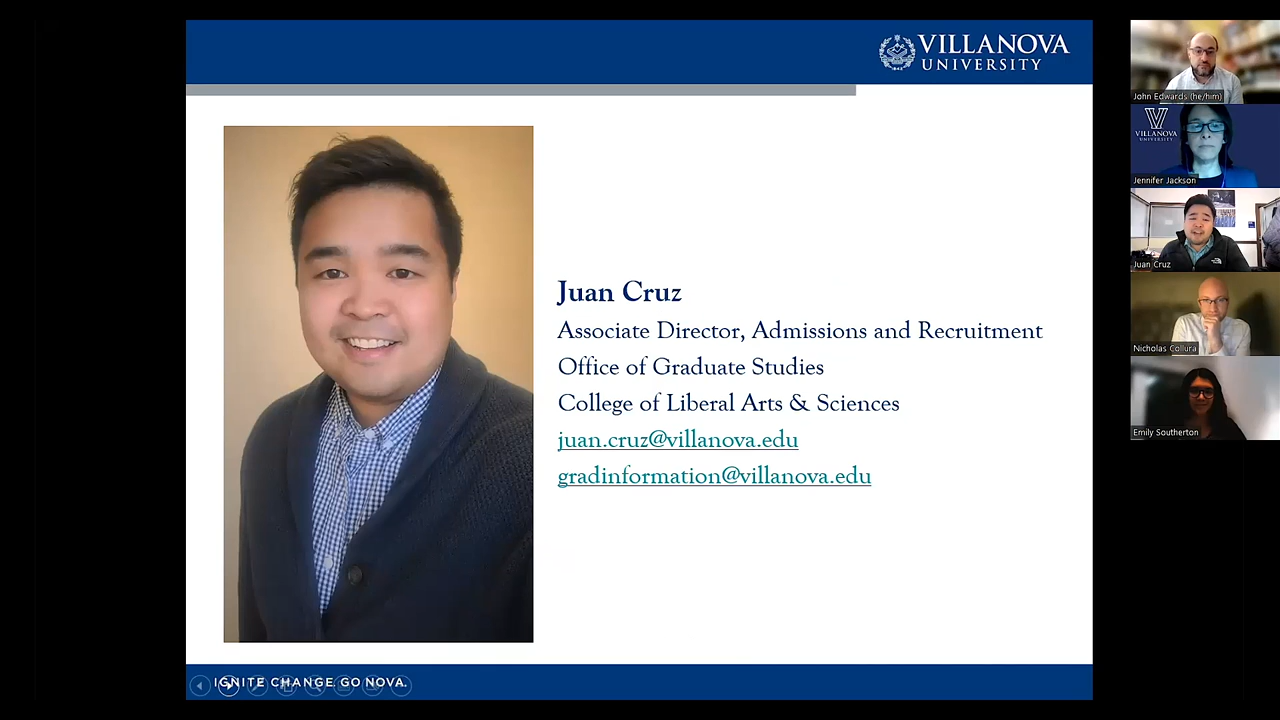 VILLANOVA
UNIVERSITY
Juan Cruz
Associate Director, Admissions and Recruitment
Office of Graduate Studies
College of Liberal Arts & Sciences
juan.cruz@villanova.edu
gradinformation@villanova.edu
IGNITE CHANGE GO NOVA.
John Edwards (he/him)
VILLANOVA
UNIVERSITY
Jennifer Jackson
Juan Cruz
Nicholas Collura
Emily Southerton